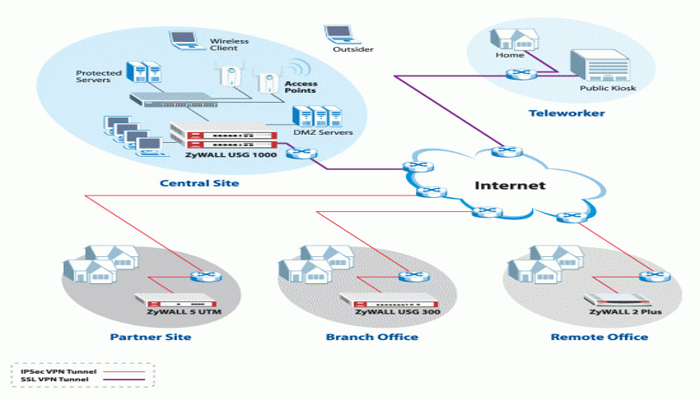 Wireless
Client
Outsider
Home
Public Kiosk
Teleworker
Protected
Servers
Access
Points
DMZ Servers
ZyWALL USG 1000
Central Site
Internet
ZyWALL 5 UTM
Partner Site
ZyWALL USG 300
Branch Office
ZyWALL 2 Plus
Remote Office
IPSec VPN Tunnel
SSL VPN Tunnel